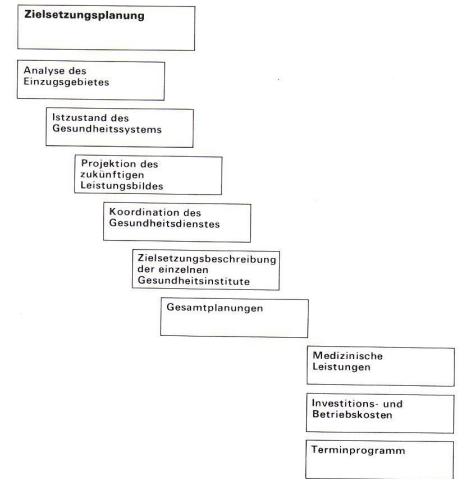 Zielsetzungsplanung
Analyse des
Einzugsgebietes
Istzustand des
Gesundheitssystems
Projektion des
zukünftigen
Leistungsbildes
Koordination des
Gesundheitsdienstes
Zielsetzungsbeschreibung
der einzelnen
Gesundheitsinstitute
Gesamtplanungen
Medizinische
Leistungen
Investitions- und
Betriebskosten
Terminprogramm